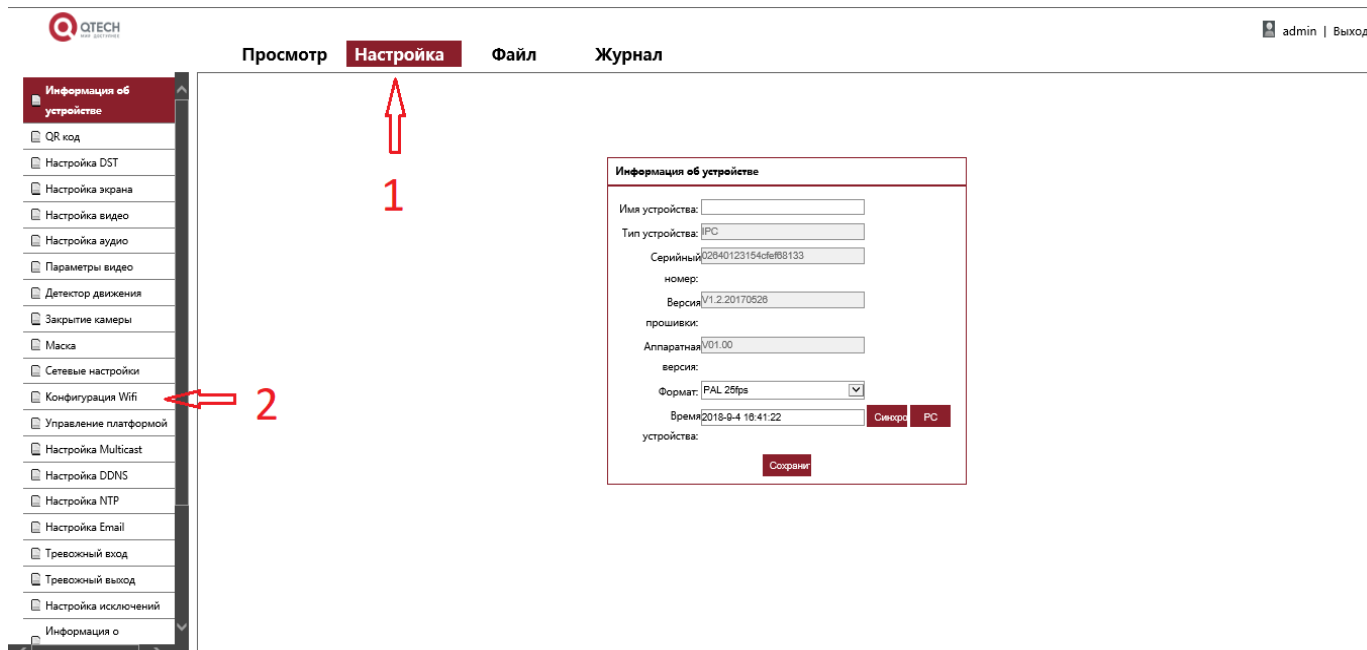 QTECH
МИР ДОСТУПНЕЕ
admin | Выход
Просмотр Настройка Файл Журнал
Информация об
устройстве
QR код
Настройка DST
Настройка экрана
Настройка видео
Настройка аудио
Параметры видео
Детектор движения
Закрытие камеры
Маска
Сетевые настройки
Конфигурация Wifi
Управление платформой
Настройка Multicast
Настройка DDNS
Настройка NTP
Настройка Email
Тревожный вход
Тревожный выход
Настройка исключений
Информация о
1
2
Информация об устройстве
Имя устройства:
Тип устройства: IPC
Серийный 02640123154cfef68133
номер:
Версия V1.2.20170526
прошивки:
Аппаратная V01.00
версия:
Формат: PAL 25fps
Время 2018-9-4 16:41:22 Синхро PC
устройства:
Сохранит